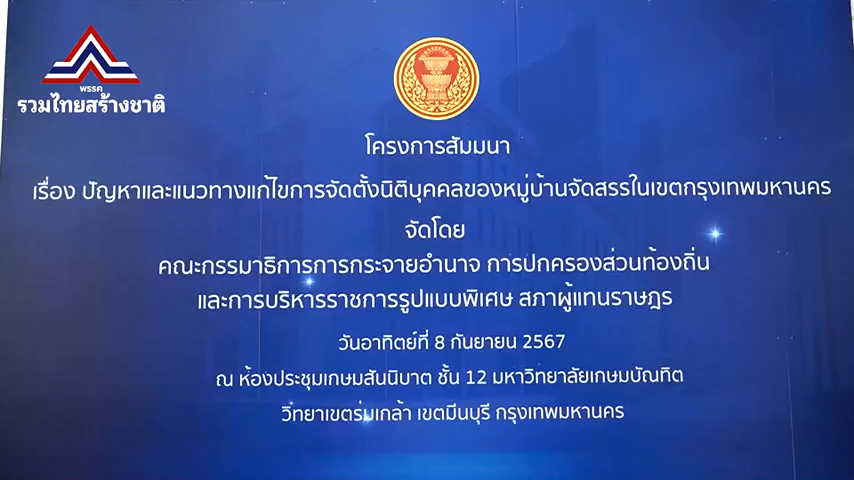 พรรค
รวมไทยสร้างชาติ
โครงการสัมมนา
เรื่อง ปัญหาและแนวทางแก้ไขการจัดตั้งนิติบุคคลของหมู่บ้านจัดสรรในเขตกรุงเทพมหานคร
จัดโดย
คณะกรรมาธิการการกระจายอำนาจ การปกครองส่วนท้องถิ่น
และการบริหารราชการรูปแบบพิเศษ สภาผู้แทนราษฎร
วันอาทิตย์ที่ 8 กันยายน 2567
ณ ห้องประชุมเกษมสันนิบาต ชั้น 12 มหาวิทยาลัยเกษมบัณฑิต
วิทยาเขตร่มเกล้า เขตมีนบุรี กรุงเทพมหานคร